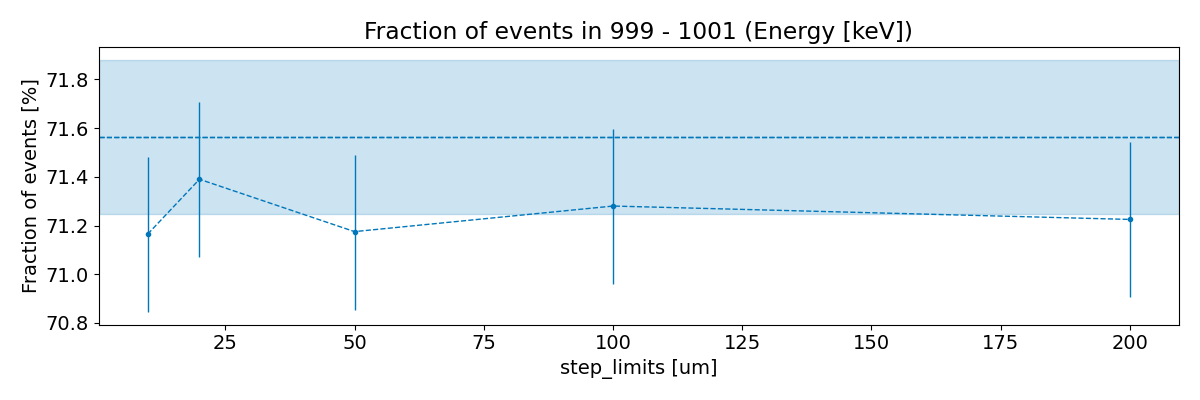 Fraction of events in 999 - 1001 (Energy [keV])
Fraction of events [%]
71.8
71.6
71.4
71.2
71.0
70.8
25 50 75 100 125 150 175 200
step_limits [um]